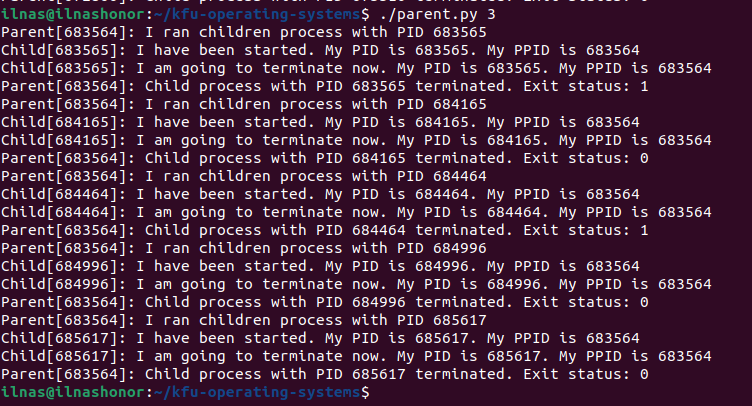 ilnas@ilnashonor:~/kfu-operating-systems$ ./parent.py 3
Parent[683564]: I ran children process with PID 683565
Child[683565]: I have been started. My PID is 683565. My PPID is 683564
Child[683565]: I am going to terminate now. My PID is 683565. My PPID is 683564
Parent[683564]: Child process with PID 683565 terminated. Exit status: 1
Parent[683564]: I ran children process with PID 684165
Child[684165]: I have been started. My PID is 684165. My PPID is 683564
Child[684165]: I am going to terminate now. My PID is 684165. My PPID is 683564
Parent[683564]: Child process with PID 684165 terminated. Exit status: 0
Parent[683564]: I ran children process with PID 684464
Child[684464]: I have been started. My PID is 684464. My PPID is 683564
Child[684464]: I am going to terminate now. My PID is 684464. My PPID is 683564
Parent[683564]: Child process with PID 684464 terminated. Exit status: 1
Parent[683564]: I ran children process with PID 684996
Child[684996]: I have been started. My PID is 684996. My PPID is 683564
Child[684996]: I am going to terminate now. My PID is 684996. My PPID is 683564
Parent[683564]: Child process with PID 684996 terminated. Exit status: 0
Parent[683564]: I ran children process with PID 685617
Child[685617]: I have been started. My PID is 685617. My PPID is 683564
Child[685617]: I am going to terminate now. My PID is 685617. My PPID is 683564
Parent[683564]: Child process with PID 685617 terminated. Exit status: 0
ilnas@ilnashonor:~/kfu-operating-systems$